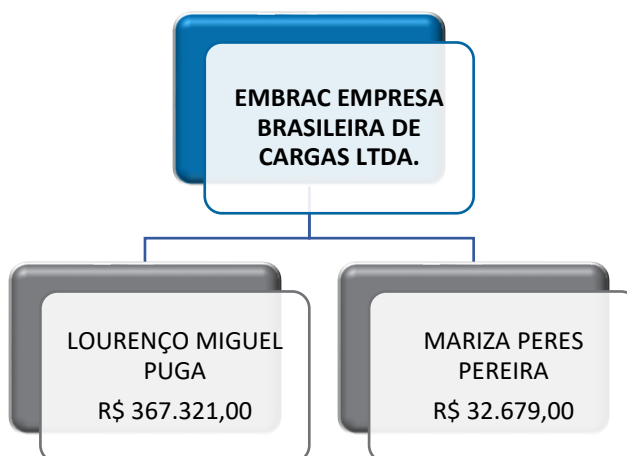 EMBRAC EMPRESA
BRASILEIRA DE
CARGAS LTDA.
LOURENÇO MIGUEL
PUGA
R$ 367.321,00
MARIZA PERES
PEREIRA
R$ 32.679,00